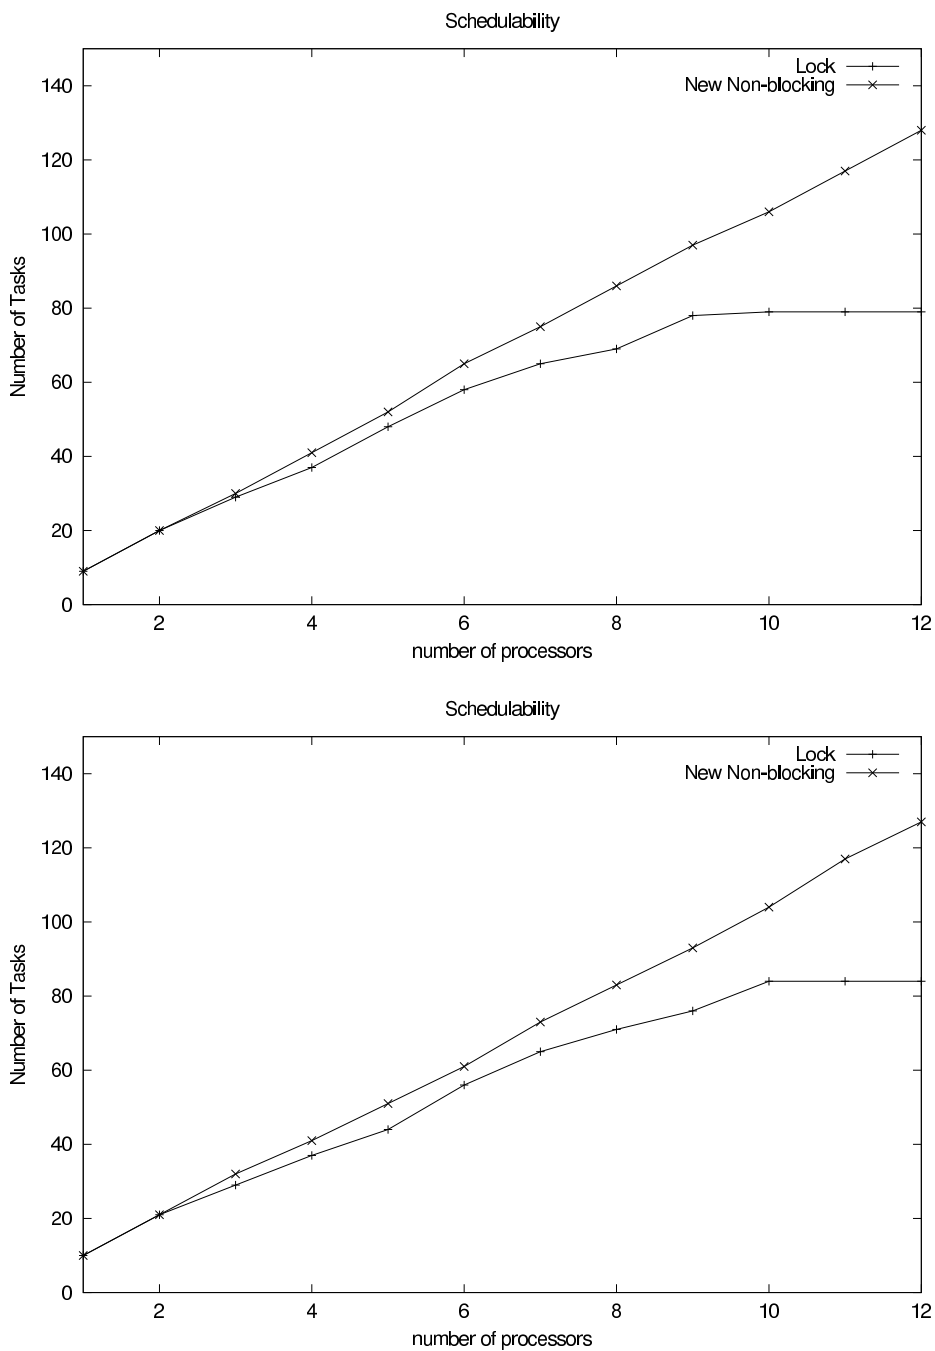 Schedulability
Lock
New Non-blocking
140
120
100
80
60
40
20
0
Number of Tasks
2 4 6 8 10 12
number of processors
Schedulability
Lock
New Non-blocking
140
120
100
80
60
40
20
0
Number of Tasks
2 4 6 8 10 12
number of processors